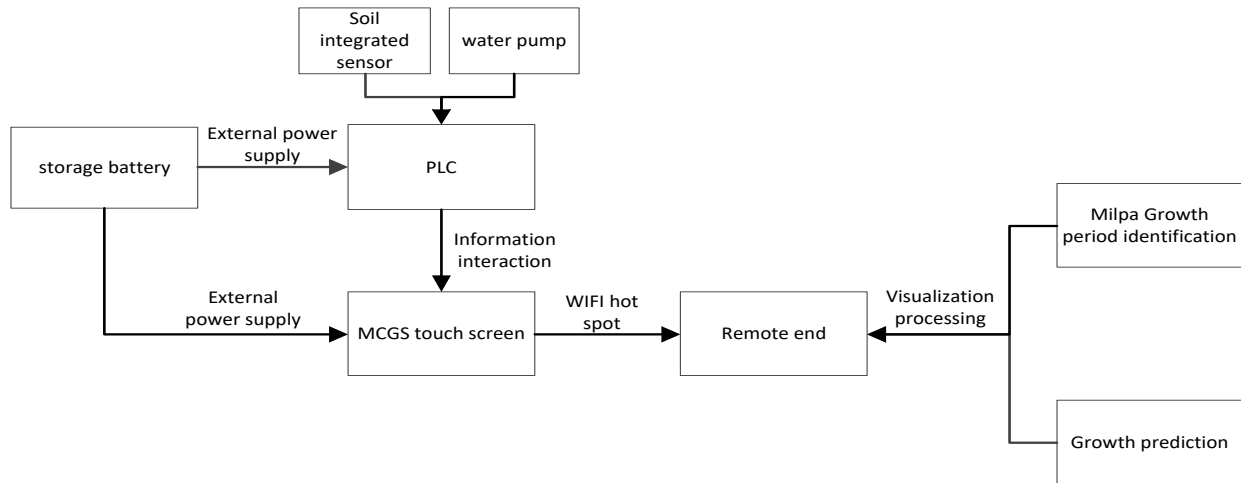 Soil
integrated
sensor
water pump
External power
supply
storage battery
PLC
Information
interaction
Milpa Growth
period identification
External
power supply
MCGS touch screen
WIFI hot
spot
Remote end
Visualization
processing
Growth prediction